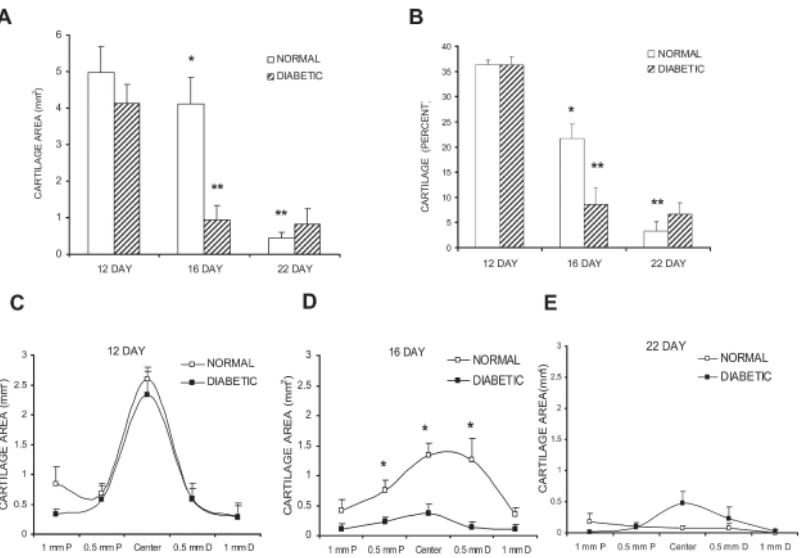 A
CARTILAGE AREA (mm²)
6
5
4
3
2
1
0
NORMAL
DIABETIC
*
**
**
12 DAY 16 DAY 22 DAY
B
CARTILAGE (PERCENT)
40
35
30
25
20
15
10
5
0
NORMAL
DIABETIC
*
**
**
12 DAY 16 DAY 22 DAY
C
12 DAY
CARTILAGE AREA (mm²)
3
2.5
2
1.5
1
0.5
0
NORMAL
DIABETIC
1 mm P 0.5 mm P Center 0.5 mm D 1 mm D
D
16 DAY
CARTILAGE AREA (mm²)
3
2.5
2
1.5
1
0.5
0
NORMAL
DIABETIC
*
*
*
1 mm P 0.5 mm P Center 0.5 mm D 1 mm D
E
22 DAY
CARTILAGE AREA(mm²)
3
2.5
2
1.5
1
0.5
0
NORMAL
DIABETIC
1 mm P 0.5 mm P Center 0.5 mm D 1 mm D